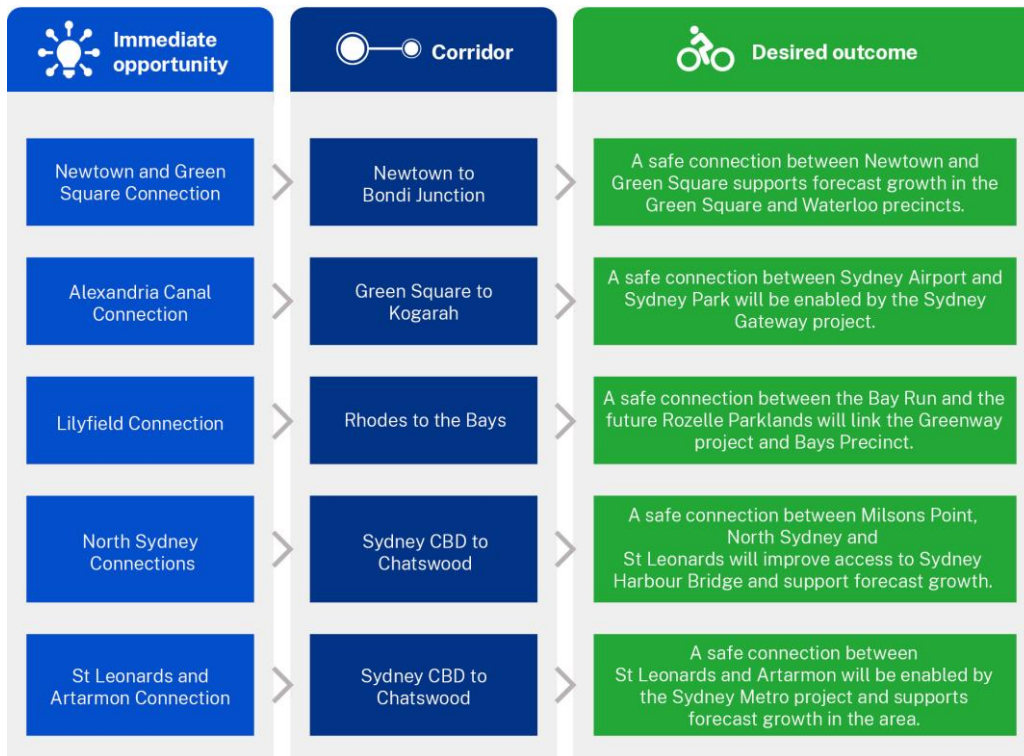 Immediate
opportunity
Corridor
Desired outcome
Newtown and Green
Square Connection
Newtown to
Bondi Junction
A safe connection between Newtown and
Green Square supports forecast growth in the
Green Square and Waterloo precincts.
Alexandria Canal
Connection
Green Square to
Kogarah
A safe connection between Sydney Airport and
Sydney Park will be enabled by the Sydney
Gateway project.
Lilyfield Connection
Rhodes to the Bays
A safe connection between the Bay Run and the
future Rozelle Parklands will link the Greenway
project and Bays Precinct.
North Sydney
Connections
Sydney CBD to
Chatswood
A safe connection between Milsons Point,
North Sydney and
St Leonards will improve access to Sydney
Harbour Bridge and support forecast growth.
St Leonards and
Artarmon Connection
Sydney CBD to
Chatswood
A safe connection between
St Leonards and Artarmon will be enabled by
the Sydney Metro project and supports
forecast growth in the area.